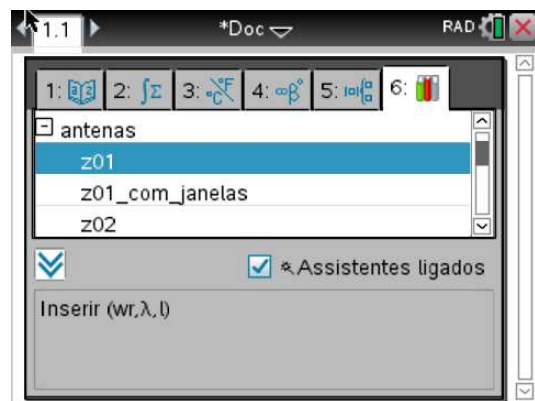 1.1 *Doc RAD
1: 2: ∫Σ 3: °C°F 4: ∞β° 5: 6:
antenas
z01
z01_com_janelas
z02
Assistentes ligados
Inserir (wr,λ,l)